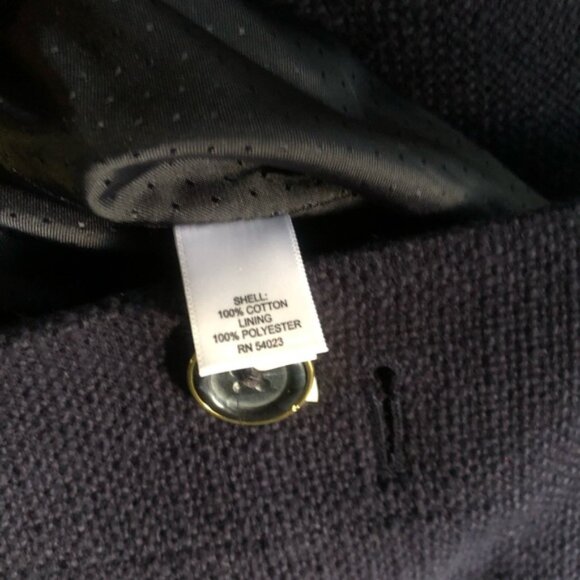 SHELL:
100% COTTON
LINING
100% POLYESTER
RN 54023